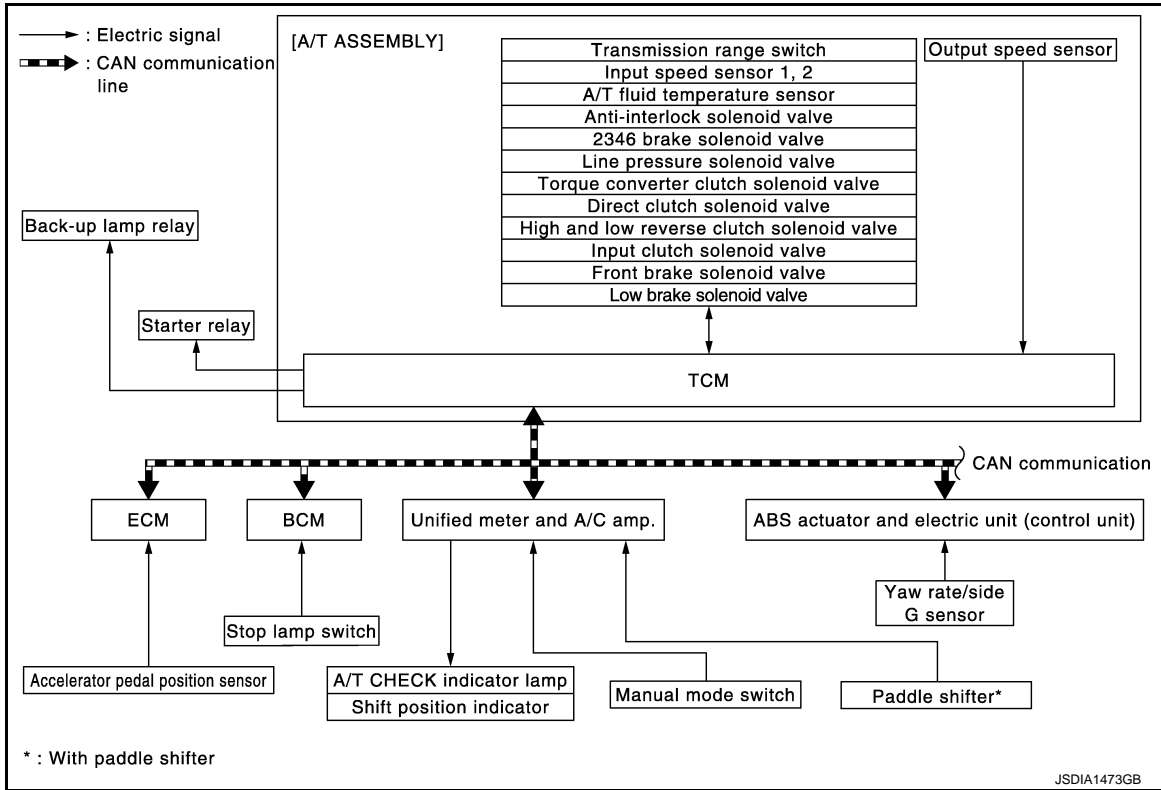 : Electric signal
: CAN communication
line
[A/T ASSEMBLY]
Transmission range switch
Input speed sensor 1, 2
A/T fluid temperature sensor
Anti-interlock solenoid valve
2346 brake solenoid valve
Line pressure solenoid valve
Torque converter clutch solenoid valve
Direct clutch solenoid valve
High and low reverse clutch solenoid valve
Input clutch solenoid valve
Front brake solenoid valve
Low brake solenoid valve
Output speed sensor
Back-up lamp relay
Starter relay
TCM
CAN communication
ECM
BCM
Unified meter and A/C amp.
ABS actuator and electric unit (control unit)
Yaw rate/side
G sensor
Stop lamp switch
Accelerator pedal position sensor
A/T CHECK indicator lamp
Shift position indicator
Manual mode switch
Paddle shifter*
* : With paddle shifter
JSDIA1473GB